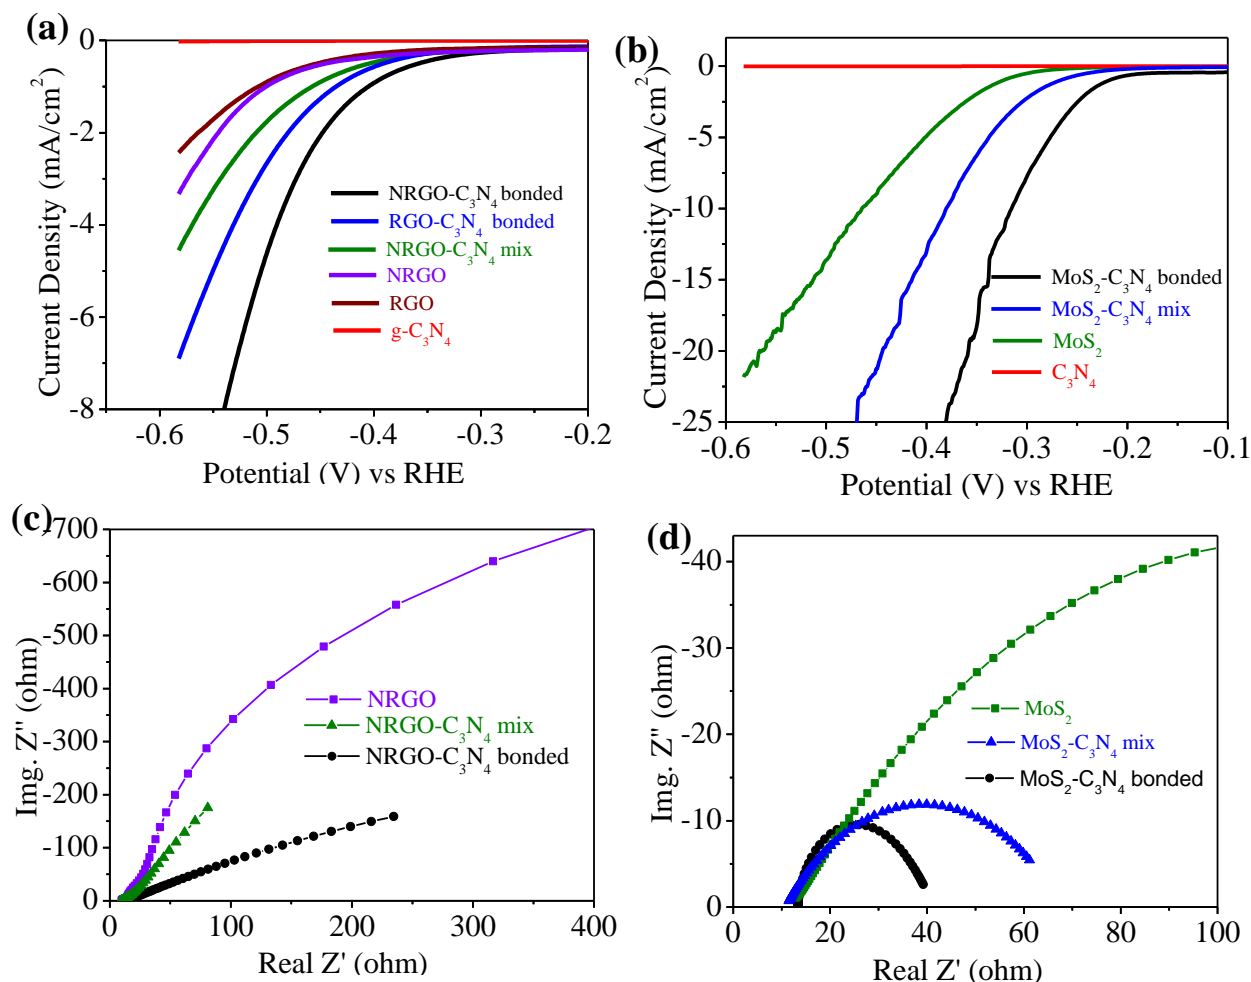 (a)
0
-2
-4
-6
-8
Current Density (mA/cm²)
-0.6 -0.5 -0.4 -0.3 -0.2
Potential (V) vs RHE
NRGO-C₃N₄ bonded
RGO-C₃N₄ bonded
NRGO-C₃N₄ mix
NRGO
RGO
g-C₃N₄
(b)
0
-5
-10
-15
-20
-25
Current Density (mA/cm²)
-0.6 -0.5 -0.4 -0.3 -0.2 -0.1
Potential (V) vs RHE
MoS₂-C₃N₄ bonded
MoS₂-C₃N₄ mix
MoS₂
C₃N₄
(c)
-700
-600
-500
-400
-300
-200
-100
0
Img. Z" (ohm)
0 100 200 300 400
Real Z' (ohm)
NRGO
NRGO-C₃N₄ mix
NRGO-C₃N₄ bonded
(d)
-40
-30
-20
-10
0
Img. Z" (ohm)
0 20 40 60 80 100
Real Z' (ohm)
MoS₂
MoS₂-C₃N₄ mix
MoS₂-C₃N₄ bonded